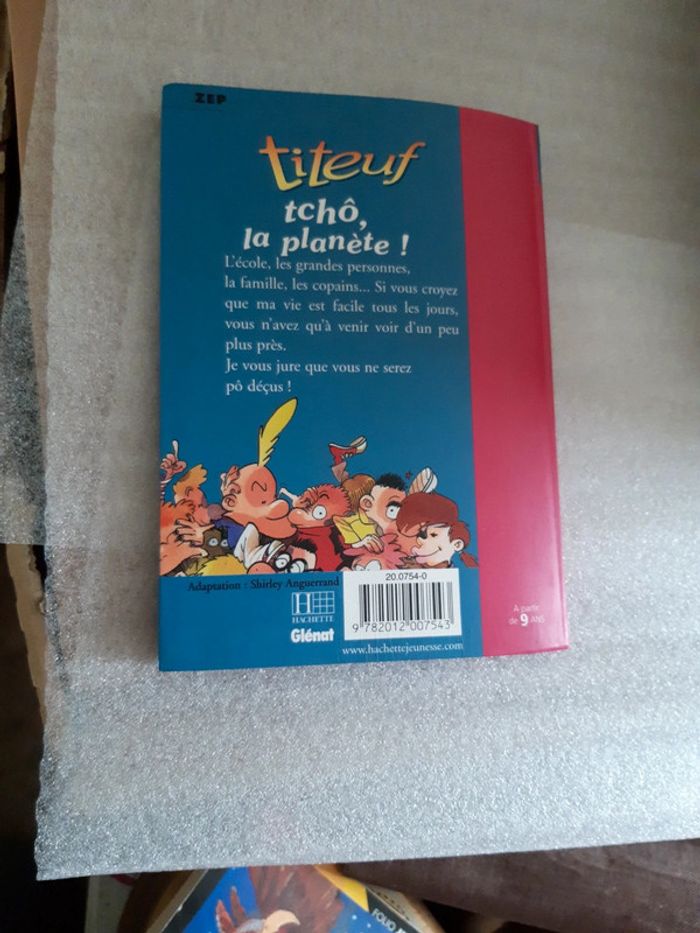 ZEP
titeuf
tchô,
la planète !
L'école, les grandes personnes,
la famille, les copains... Si vous croyez
que ma vie est facile tous les jours,
vous n'avez qu'à venir voir d'un peu
plus près.
Je vous jure que vous ne serez
pô déçus !
Adaptation : Shirley Anguerrand
20.0754-0
H
HACHETTE
Glénat
9 782012 007543
www.hachettejeunesse.com
A partir
de 9 ANS
FOLIO